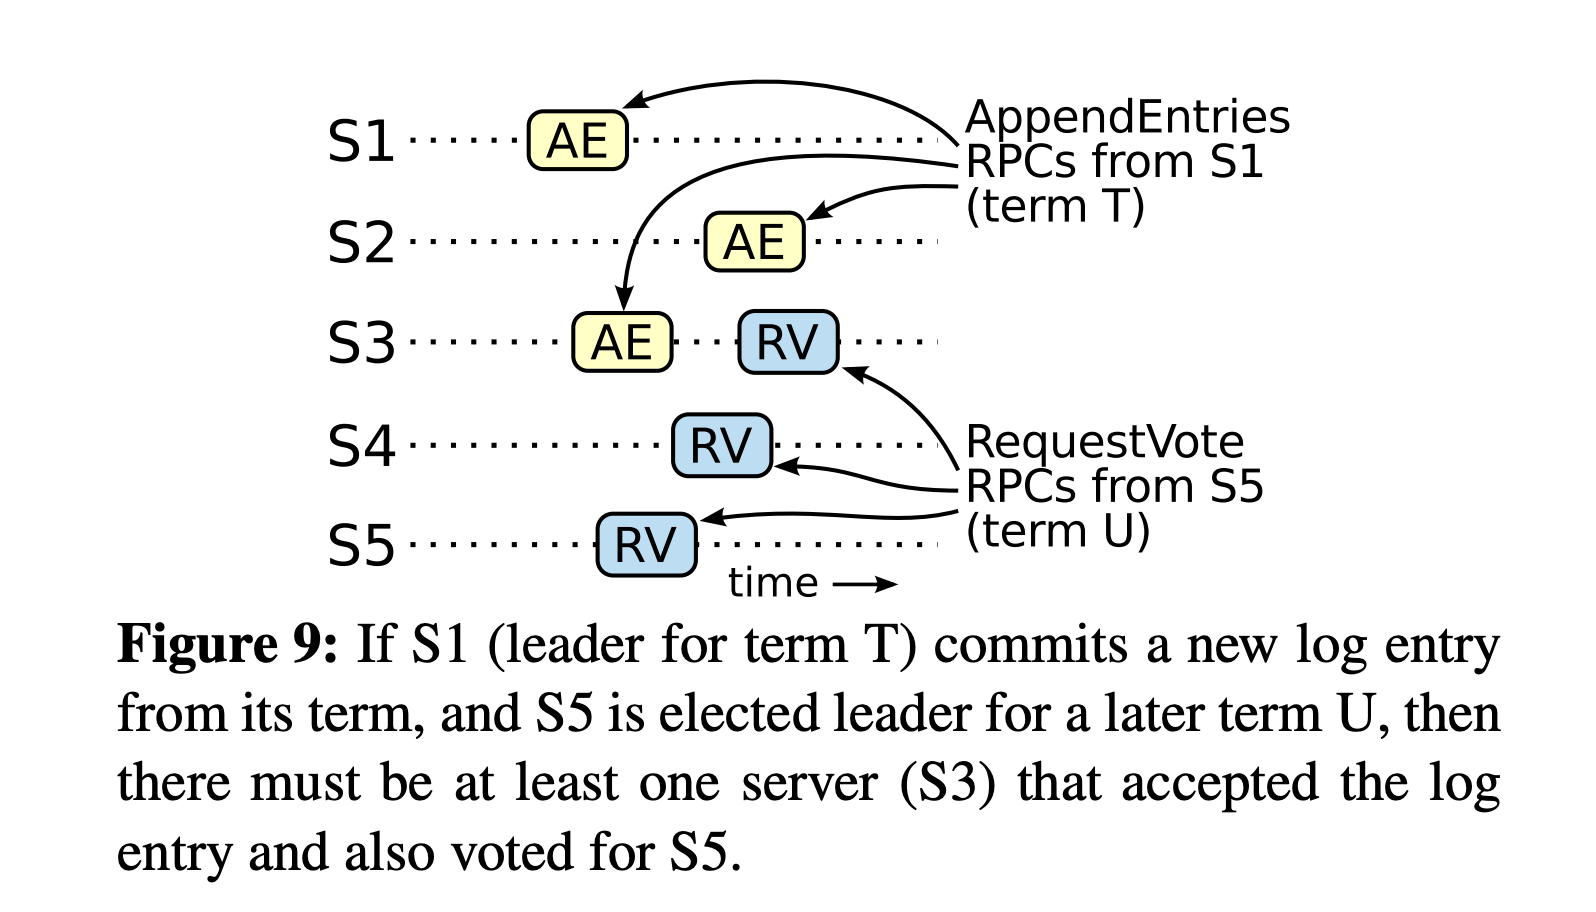 S1 AE
AppendEntries
RPCs from S1
(term T)
S2 AE
S3 AE RV
S4 RV
RequestVote
RPCs from S5
(term U)
S5 RV
time
Figure 9: If S1 (leader for term T) commits a new log entry
from its term, and S5 is elected leader for a later term U, then
there must be at least one server (S3) that accepted the log
entry and also voted for S5.